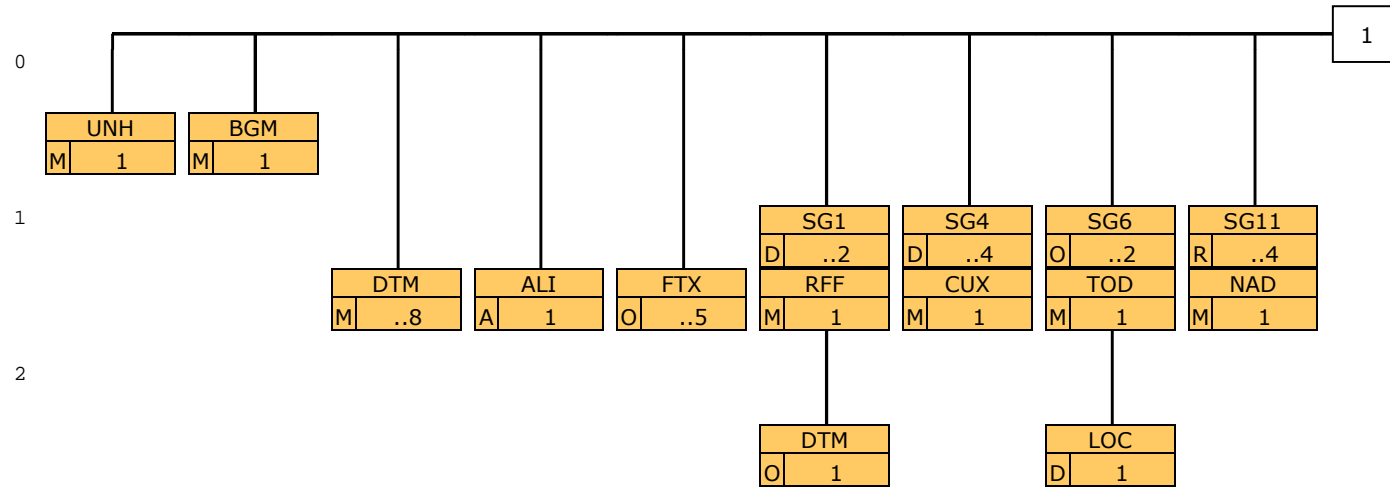 1
0
UNH BGM
M 1 M 1
1
SG1 SG4 SG6 SG11
D ..2 D ..4 O ..2 R ..4
DTM ALI FTX RFF CUX TOD NAD
M ..8 A 1 O ..5 M 1 M 1 M 1 M 1
2
DTM LOC
O 1 D 1